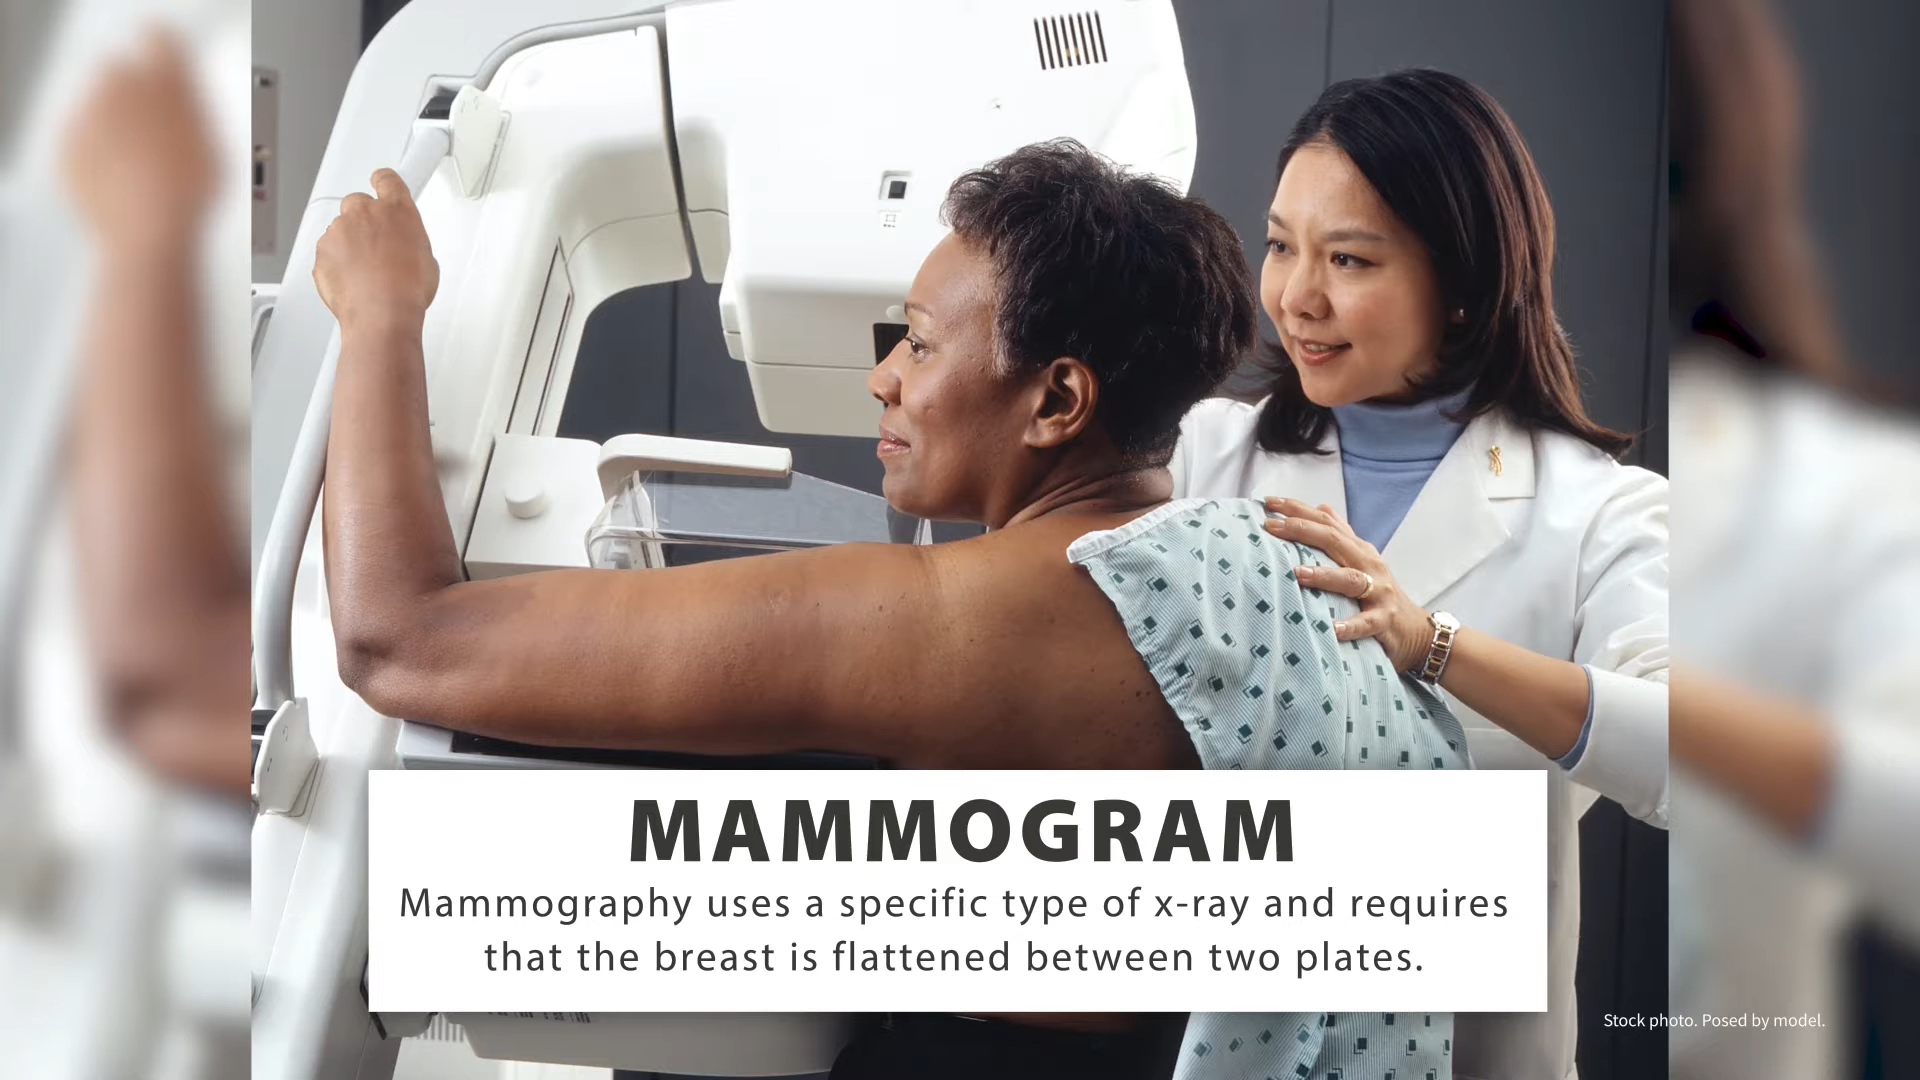 MAMMOGRAM
Mammography uses a specific type of x-ray and requires
that the breast is flattened between two plates.
Stock photo. Posed by model.